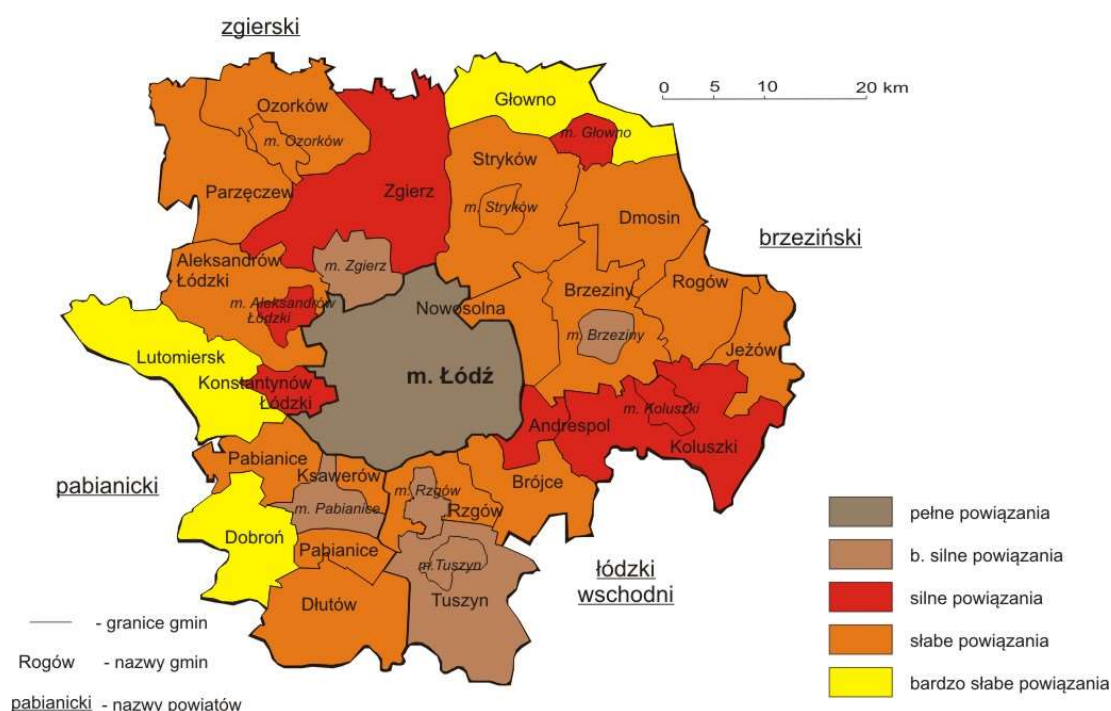 zgierski
Głowno
0 5 10 20 km
Ozorków
m. Ozorków
m. Głowno
Stryków
Parzęczew
Zgierz
m. Stryków
Dmosin
brzeziński
Aleksandrów
Łódzki
m. Zgierz
Nowosolna
Brzeziny
Rogów
m. Aleksandrów
Łódzki
m. Brzeziny
Jeżów
Lutomiersk
m. Łódź
Konstantynów
Łódzki
m. Koluszki
Andrespol
Koluszki
Pabianice
Ksawerów
m. Rzgów
Brójce
pabianicki
m. Pabianice
Rzgów
Dobroń
Pabianice
m.Tuszyn
łódzki
wschodni
Dłutów
Tuszyn
pełne powiązania
b. silne powiązania
silne powiązania
słabe powiązania
bardzo słabe powiązania
- granice gmin
Rogów - nazwy gmin
pabianicki - nazwy powiatów